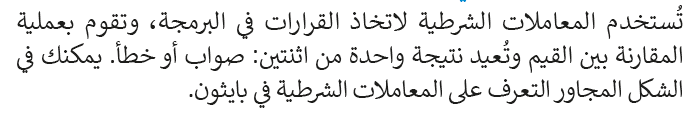 تُستخدم المعاملات الشرطية لاتخاذ القرارات في البرمجة، وتقوم بعملية
المقارنة بين القيم وتُعيد نتيجة واحدة من اثنتين: صواب أو خطأ. يمكنك في
الشكل المجاور التعرف على المعاملات الشرطية في بايثون.